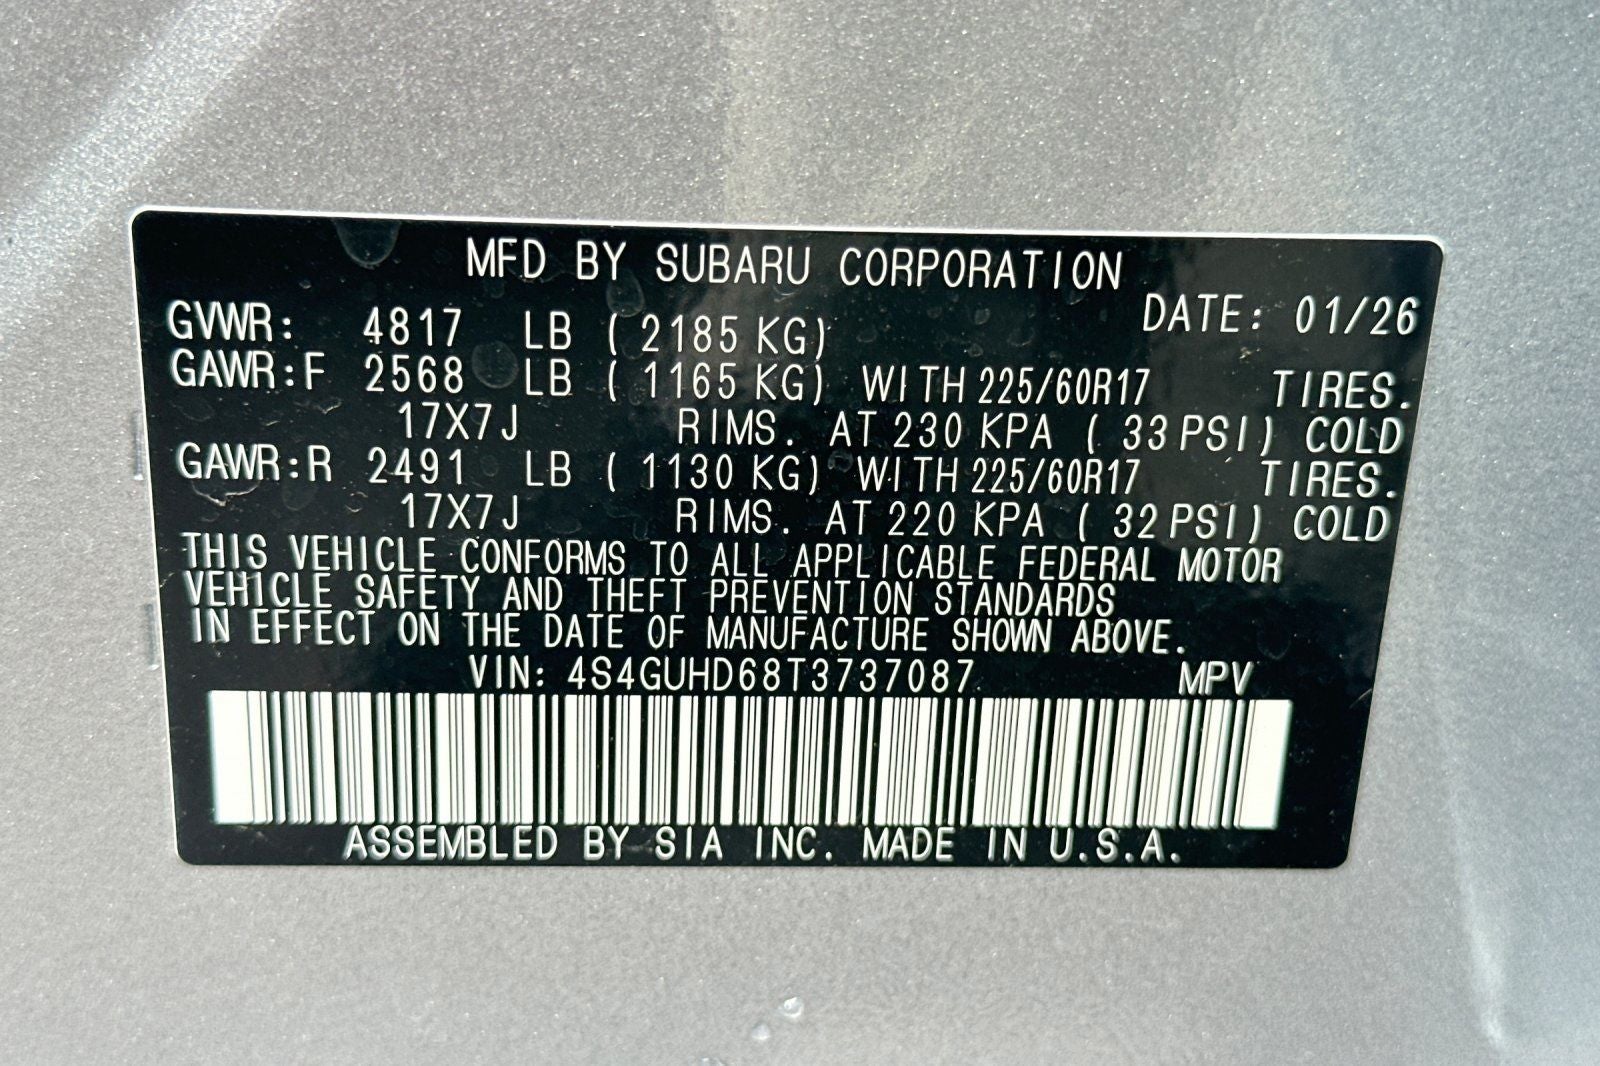 MFD BY SUBARU CORPORATION
DATE: 01/26
GVWR: 4817 LB ( 2185 KG)
GAWR:F 2568 LB ( 1165 KG) WITH 225/60R17 TIRES.
17X7J RIMS. AT 230 KPA ( 33 PSI) COLD
GAWR:R 2491 LB ( 1130 KG) WITH 225/60R17 TIRES.
17X7J RIMS. AT 220 KPA ( 32 PSI) COLD
THIS VEHICLE CONFORMS TO ALL APPLICABLE FEDERAL MOTOR
VEHICLE SAFETY AND THEFT PREVENTION STANDARDS
IN EFFECT ON THE DATE OF MANUFACTURE SHOWN ABOVE.
VIN: 4S4GUHD68T3737087 MPV
ASSEMBLED BY SIA INC. MADE IN U.S.A.